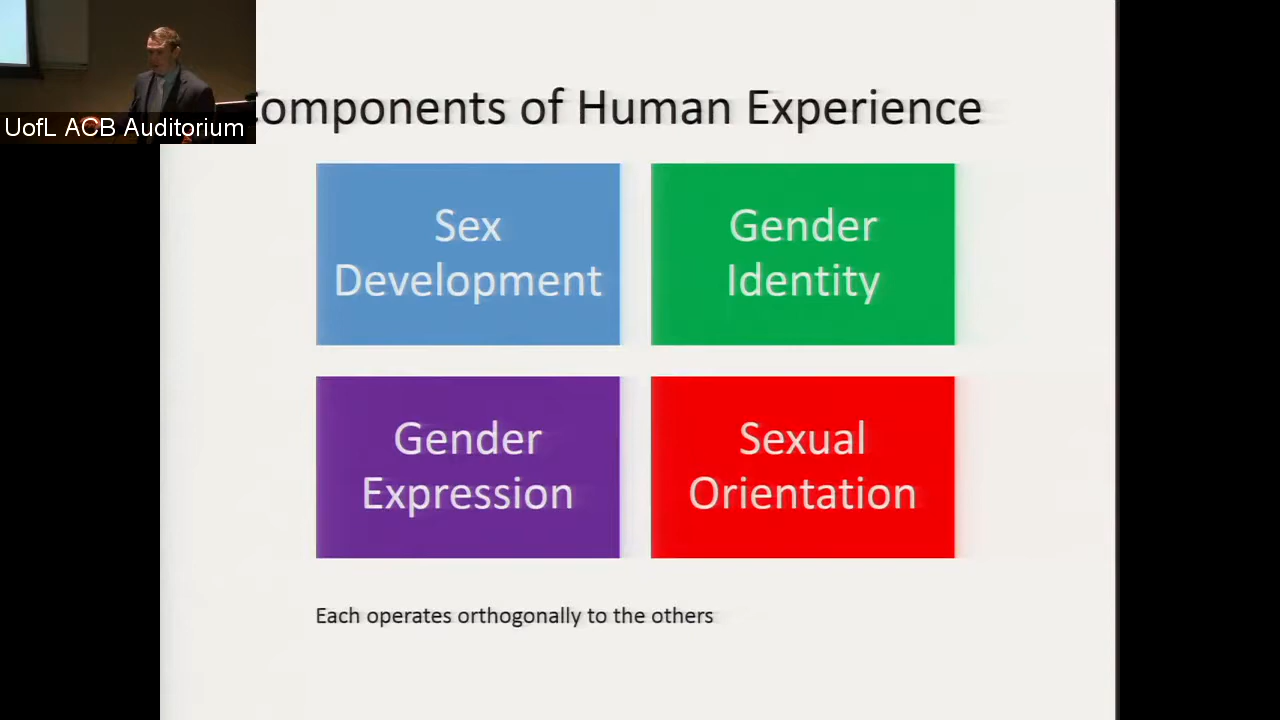 UofL ACB Auditorium
omponents of Human Experience
Sex
Development
Gender
Identity
Gender
Expression
Sexual
Orientation
Each operates orthogonally to the others